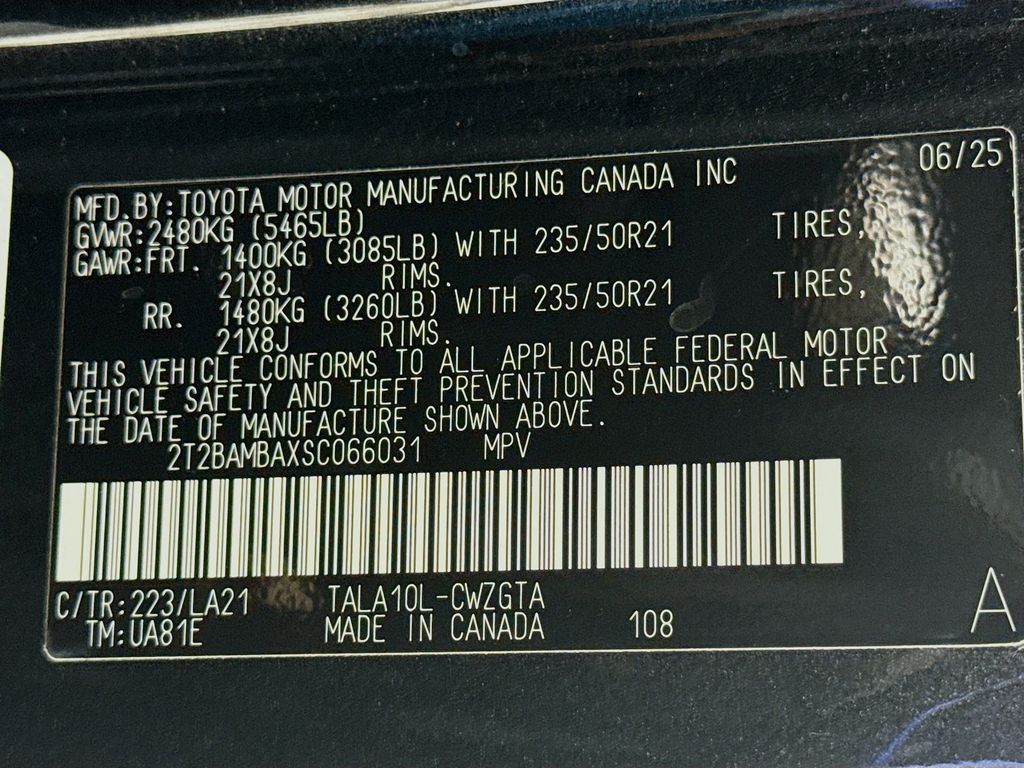 06/25
MFD.BY:TOYOTA MOTOR MANUFACTURING CANADA INC
GVWR:2480KG (5465LB)
GAWR:FRT. 1400KG (3085LB) WITH 235/50R21 TIRES,
21X8J RIMS.
RR. 1480KG (3260LB) WITH 235/50R21 TIRES,
21X8J RIMS.
THIS VEHICLE CONFORMS TO ALL APPLICABLE FEDERAL MOTOR
VEHICLE SAFETY AND THEFT PREVENTION STANDARDS IN EFFECT ON
THE DATE OF MANUFACTURE SHOWN ABOVE.
2T2BAMBAXSC066031 MPV
C/TR:223/LA21 TALA10L-CWZGTA
TM:UA81E MADE IN CANADA 108
A